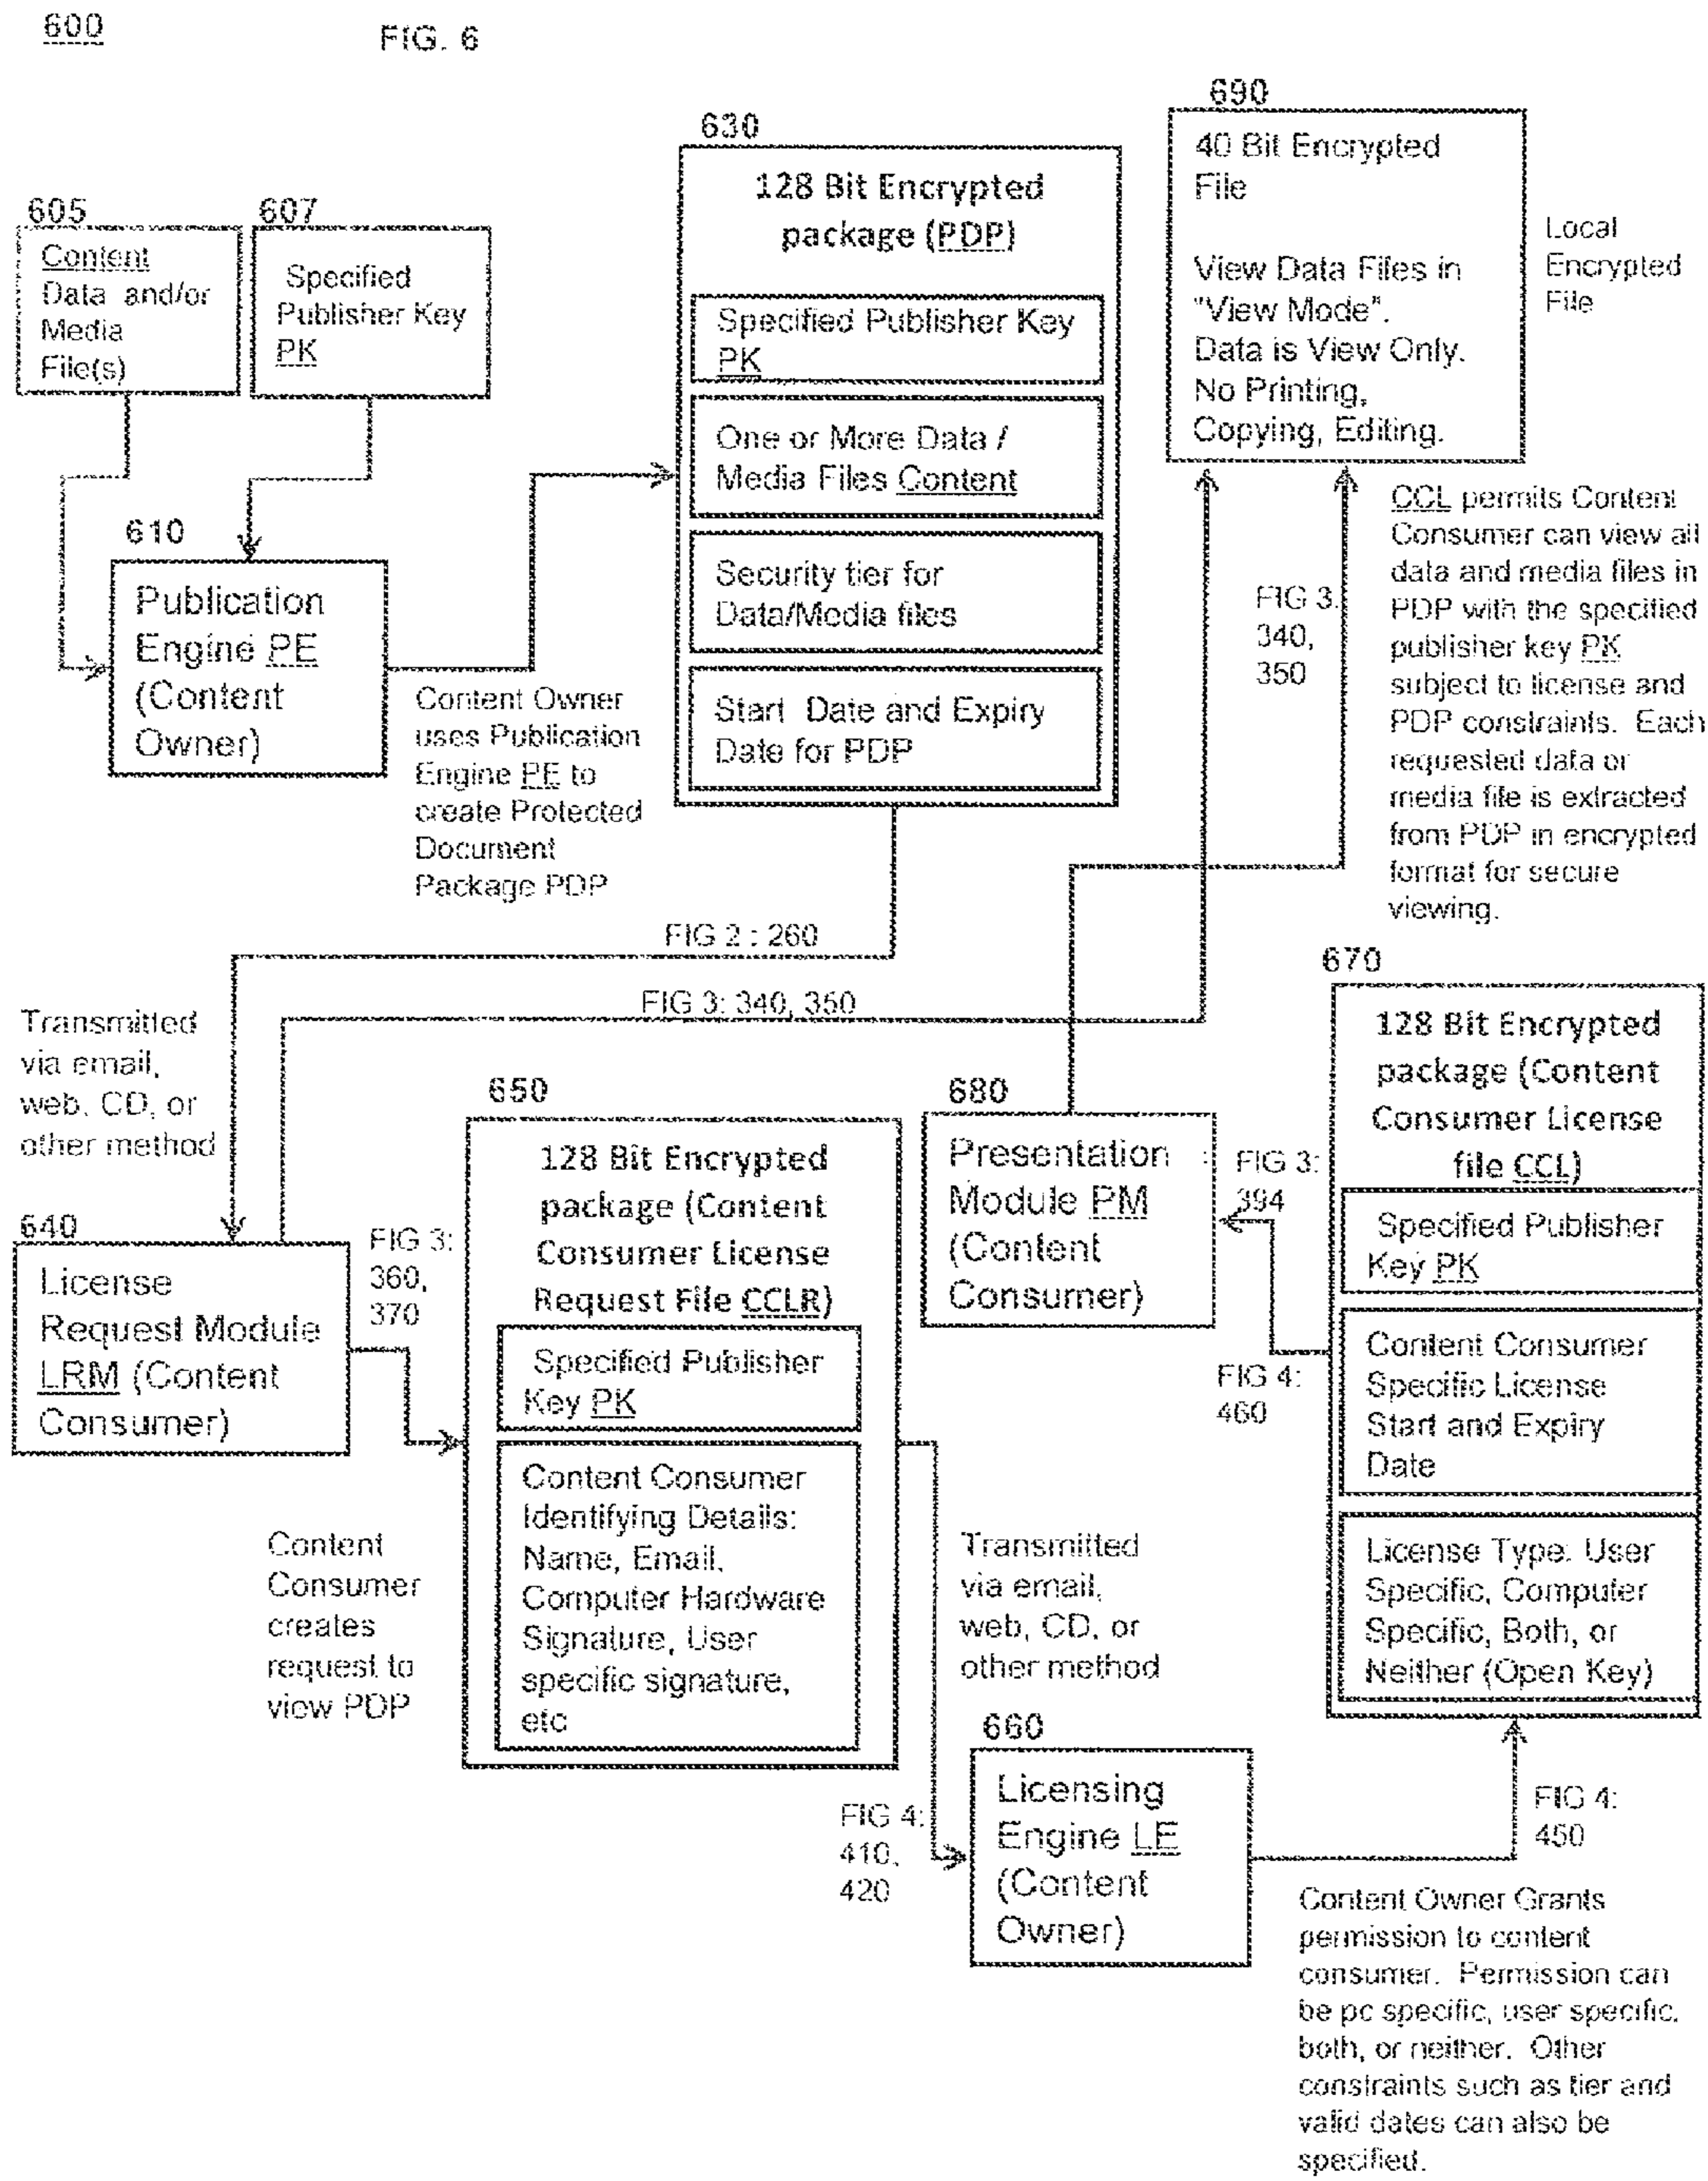 600
FIG. 6
605
Content
Data and/or
Media
File(s)
607
Specified
Publisher Key
PK
610
Publication
Engine PE
(Content
Owner)
Content Owner
uses Publication
Engine PE to
create Protected
Document
Package PDP
630
128 Bit Encrypted
package (PDP)
Specified Publisher Key
PK
One or More Data /
Media Files Content
Security tier for
Data/Media files
Start Date and Expiry
Date for PDP
690
40 Bit Encrypted
File
View Data Files in
"View Mode".
Data is View Only.
No Printing,
Copying, Editing.
Local
Encrypted
File
FIG 3:
340,
350
CCL permits Content
Consumer can view all
data and media files in
PDP with the specified
publisher key PK
subject to license and
PDP constraints. Each
requested data or
media file is extracted
from PDP in encrypted
format for secure
viewing.
FIG 2 : 260
FIG 3: 340, 350
Transmitted
via email,
web, CD, or
other method
640
License
Request Module
LRM (Content
Consumer)
FIG 3:
360,
370
Content
Consumer
creates
request to
view PDP
650
128 Bit Encrypted
package (Content
Consumer License
Request File CCLR)
Specified Publisher
Key PK
Content Consumer
Identifying Details:
Name, Email,
Computer Hardware
Signature, User
specific signature,
etc
680
Presentation
Module PM
(Content
Consumer)
FIG 3:
394
FIG 4:
460
670
128 Bit Encrypted
package (Content
Consumer License
file CCL)
Specified Publisher
Key PK
Content Consumer
Specific License
Start and Expiry
Date
License Type: User
Specific, Computer
Specific, Both, or
Neither (Open Key)
Transmitted
via email,
web, CD, or
other method
FIG 4:
410,
420
660
Licensing
Engine LE
(Content
Owner)
FIG 4:
450
Content Owner Grants
permission to content
consumer. Permission can
be pc specific, user specific,
both, or neither. Other
constraints such as tier and
valid dates can also be
specified.